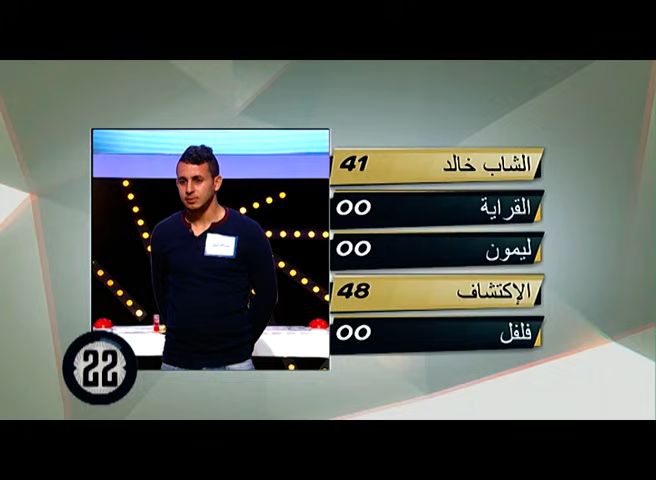 الشاب خالد 41
القراية 00
ليمون 00
الإكتشاف 48
فلفل 00
22